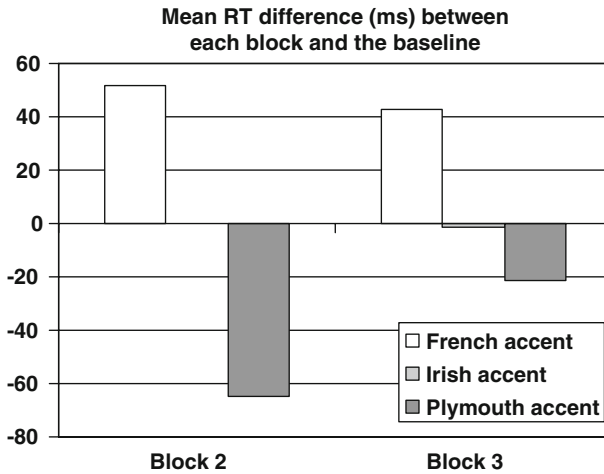 Mean RT difference (ms) between
each block and the baseline
60
40
20
0
-20
-40
-60
-80
French accent
Irish accent
Plymouth accent
Block 2
Block 3